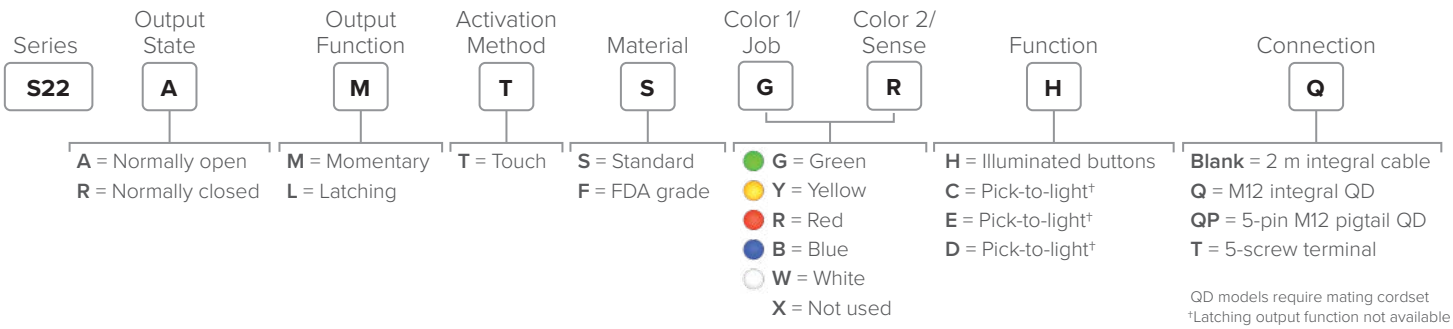 Series
Output
State
Output
Function
Activation
Method
Material
Color 1/
Job
Color 2/
Sense
Function
Connection
S22
A
M
T
S
G
R
H
Q
A = Normally open
R = Normally closed
M = Momentary
L = Latching
T = Touch
S = Standard
F = FDA grade
G = Green
Y = Yellow
R = Red
B = Blue
W = White
X = Not used
H = Illuminated buttons
C = Pick-to-light†
E = Pick-to-light†
D = Pick-to-light†
Blank = 2 m integral cable
Q = M12 integral QD
QP = 5-pin M12 pigtail QD
T = 5-screw terminal
QD models require mating cordset
†Latching output function not available